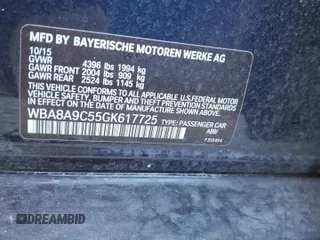 MFD BY BAYERISCHE MOTOREN WERKE AG
10/15
GVWR 4396 lbs 1994 kg
GAWR FRONT 2004 lbs 909 kg
GAWR REAR 2524 lbs 1145 kg
THIS VEHICLE CONFORMS TO ALL APPLICABLE U.S. FEDERAL
MOTOR VEHICLE SAFETY, BUMPER, AND THEFT PREVENTION
STANDARDS IN EFFECT ON THE DATE OF MANUFACTURE SHOWN ABOVE.
WBA8A9C55GK617725 TYPE: PASSENGER CAR
DREAMBID